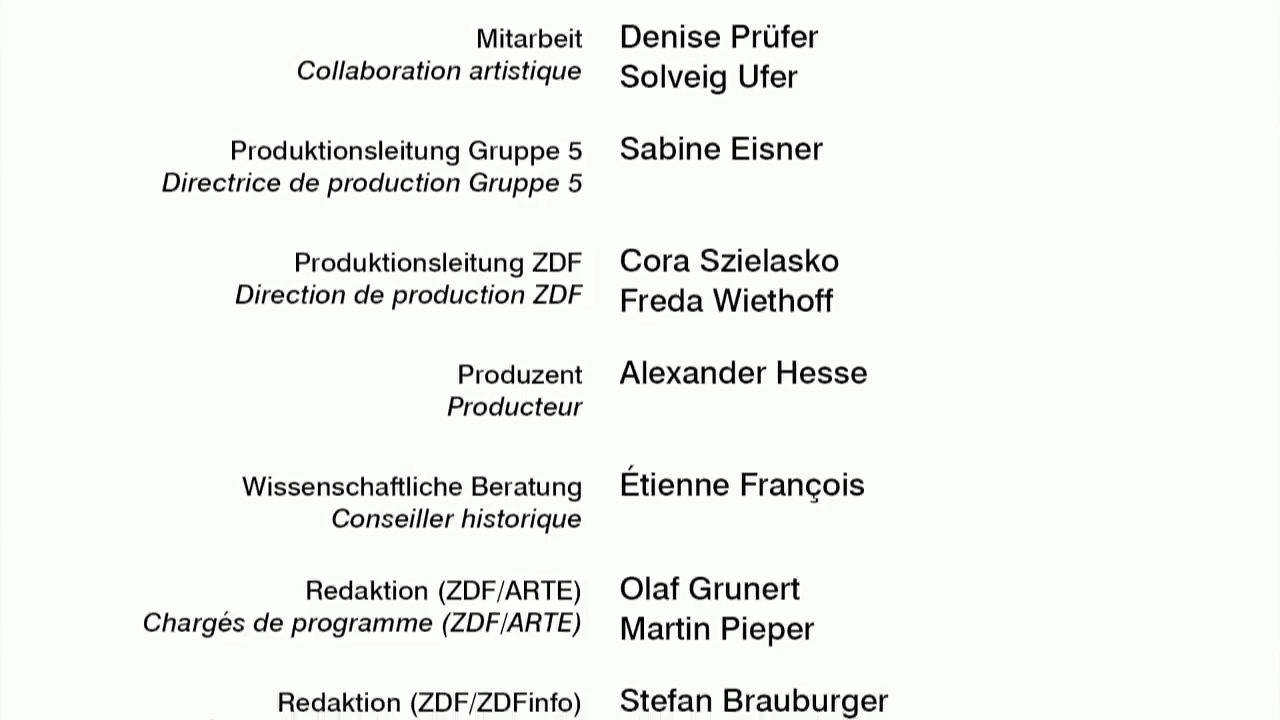 Mitarbeit Denise Prüfer
Collaboration artistique Solveig Ufer
Produktionsleitung Gruppe 5 Sabine Eisner
Directrice de production Gruppe 5
Produktionsleitung ZDF Cora Szielasko
Direction de production ZDF Freda Wiethoff
Produzent Alexander Hesse
Producteur
Wissenschaftliche Beratung Étienne François
Conseiller historique
Redaktion (ZDF/ARTE) Olaf Grunert
Chargés de programme (ZDF/ARTE) Martin Pieper
Redaktion (ZDF/ZDFinfo) Stefan Brauburger